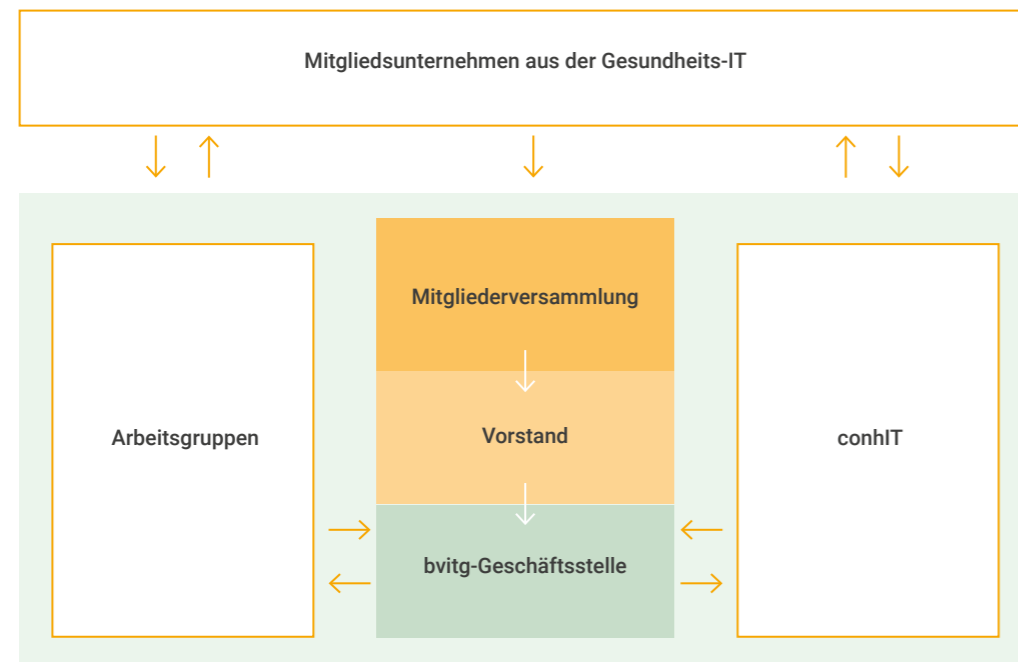 Mitgliedsunternehmen aus der Gesundheits-IT
Mitgliederversammlung
Arbeitsgruppen
Vorstand
conhIT
bvitg-Geschäftsstelle